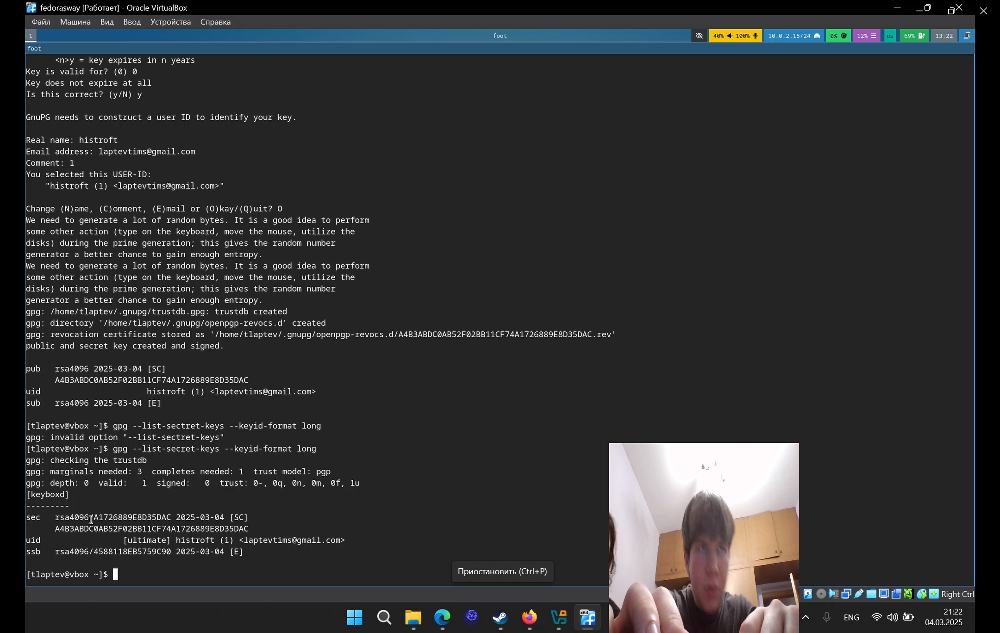 fedorasway [Работает] - Oracle VirtualBox
Файл Машина Вид Ввод Устройства Справка
1 foot 40% 100% 10.0.2.15/24 0% 12% us 69% 13:22
foot
<n>y = key expires in n years
Key is valid for? (0) 0
Key does not expire at all
Is this correct? (y/N) y
GnuPG needs to construct a user ID to identify your key.
Real name: histroft
Email address: laptevtims@gmail.com
Comment: 1
You selected this USER-ID:
"histroft (1) <laptevtims@gmail.com>"
Change (N)ame, (C)omment, (E)mail or (O)kay/(Q)uit? O
We need to generate a lot of random bytes. It is a good idea to perform
some other action (type on the keyboard, move the mouse, utilize the
disks) during the prime generation; this gives the random number
generator a better chance to gain enough entropy.
We need to generate a lot of random bytes. It is a good idea to perform
some other action (type on the keyboard, move the mouse, utilize the
disks) during the prime generation; this gives the random number
generator a better chance to gain enough entropy.
gpg: /home/tlaptev/.gnupg/trustdb.gpg: trustdb created
gpg: directory '/home/tlaptev/.gnupg/openpgp-revocs.d' created
gpg: revocation certificate stored as '/home/tlaptev/.gnupg/openpgp-revocs.d/A4B3ABDC0AB52F02BB11CF74A1726889E8D35DAC.rev'
public and secret key created and signed.
pub rsa4096 2025-03-04 [SC]
A4B3ABDC0AB52F02BB11CF74A1726889E8D35DAC
uid histroft (1) <laptevtims@gmail.com>
sub rsa4096 2025-03-04 [E]
[tlaptev@vbox ~]$ gpg --list-sectret-keys --keyid-format long
gpg: invalid option "--list-sectret-keys"
[tlaptev@vbox ~]$ gpg --list-secret-keys --keyid-format long
gpg: checking the trustdb
gpg: marginals needed: 3 completes needed: 1 trust model: pgp
gpg: depth: 0 valid: 1 signed: 0 trust: 0-, 0q, 0n, 0m, 0f, 1u
[keyboxd]
---------
sec rsa4096/A1726889E8D35DAC 2025-03-04 [SC]
A4B3ABDC0AB52F02BB11CF74A1726889E8D35DAC
uid [ultimate] histroft (1) <laptevtims@gmail.com>
ssb rsa4096/4588118EB5759C90 2025-03-04 [E]
[tlaptev@vbox ~]$
Приостановить (Ctrl+P)
Right Ctrl
x64
ENG
21:22
04.03.2025